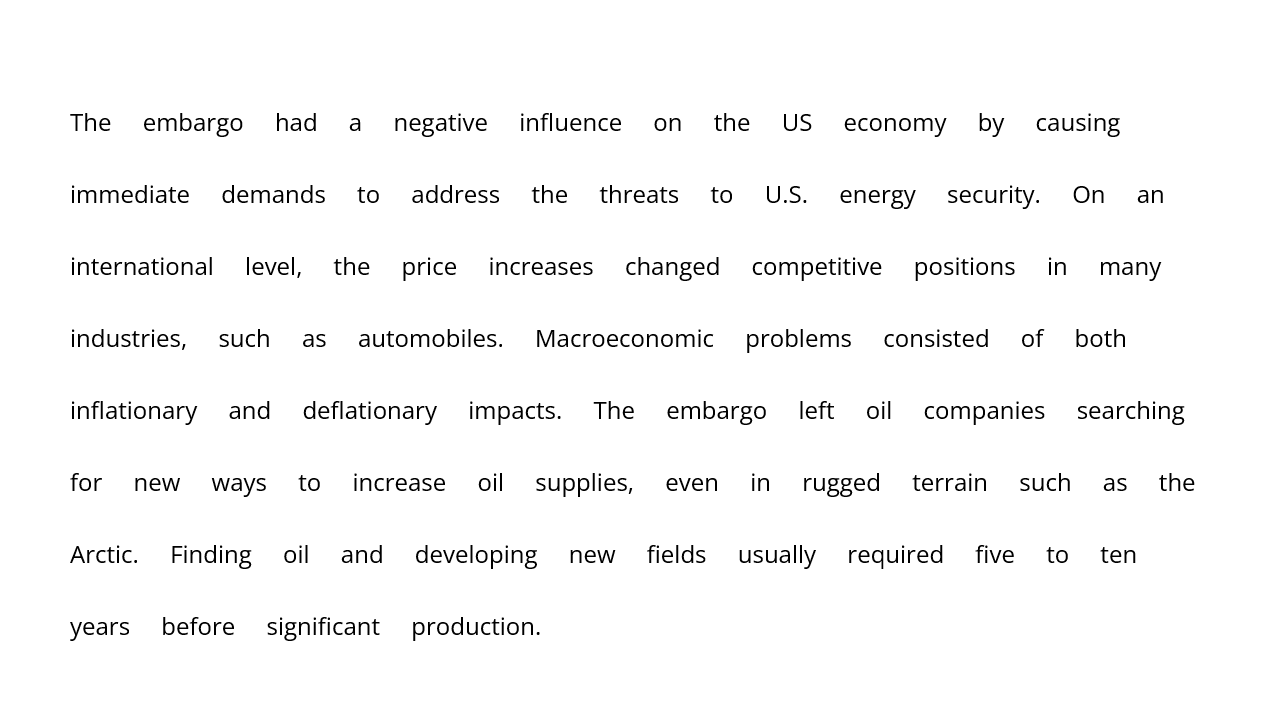 The embargo had a negative influence on the US economy by causing
immediate demands to address the threats to U.S. energy security. On an
international level, the price increases changed competitive positions in many
industries, such as automobiles. Macroeconomic problems consisted of both
inflationary and deflationary impacts. The embargo left oil companies searching
for new ways to increase oil supplies, even in rugged terrain such as the
Arctic. Finding oil and developing new fields usually required five to ten
years before significant production.